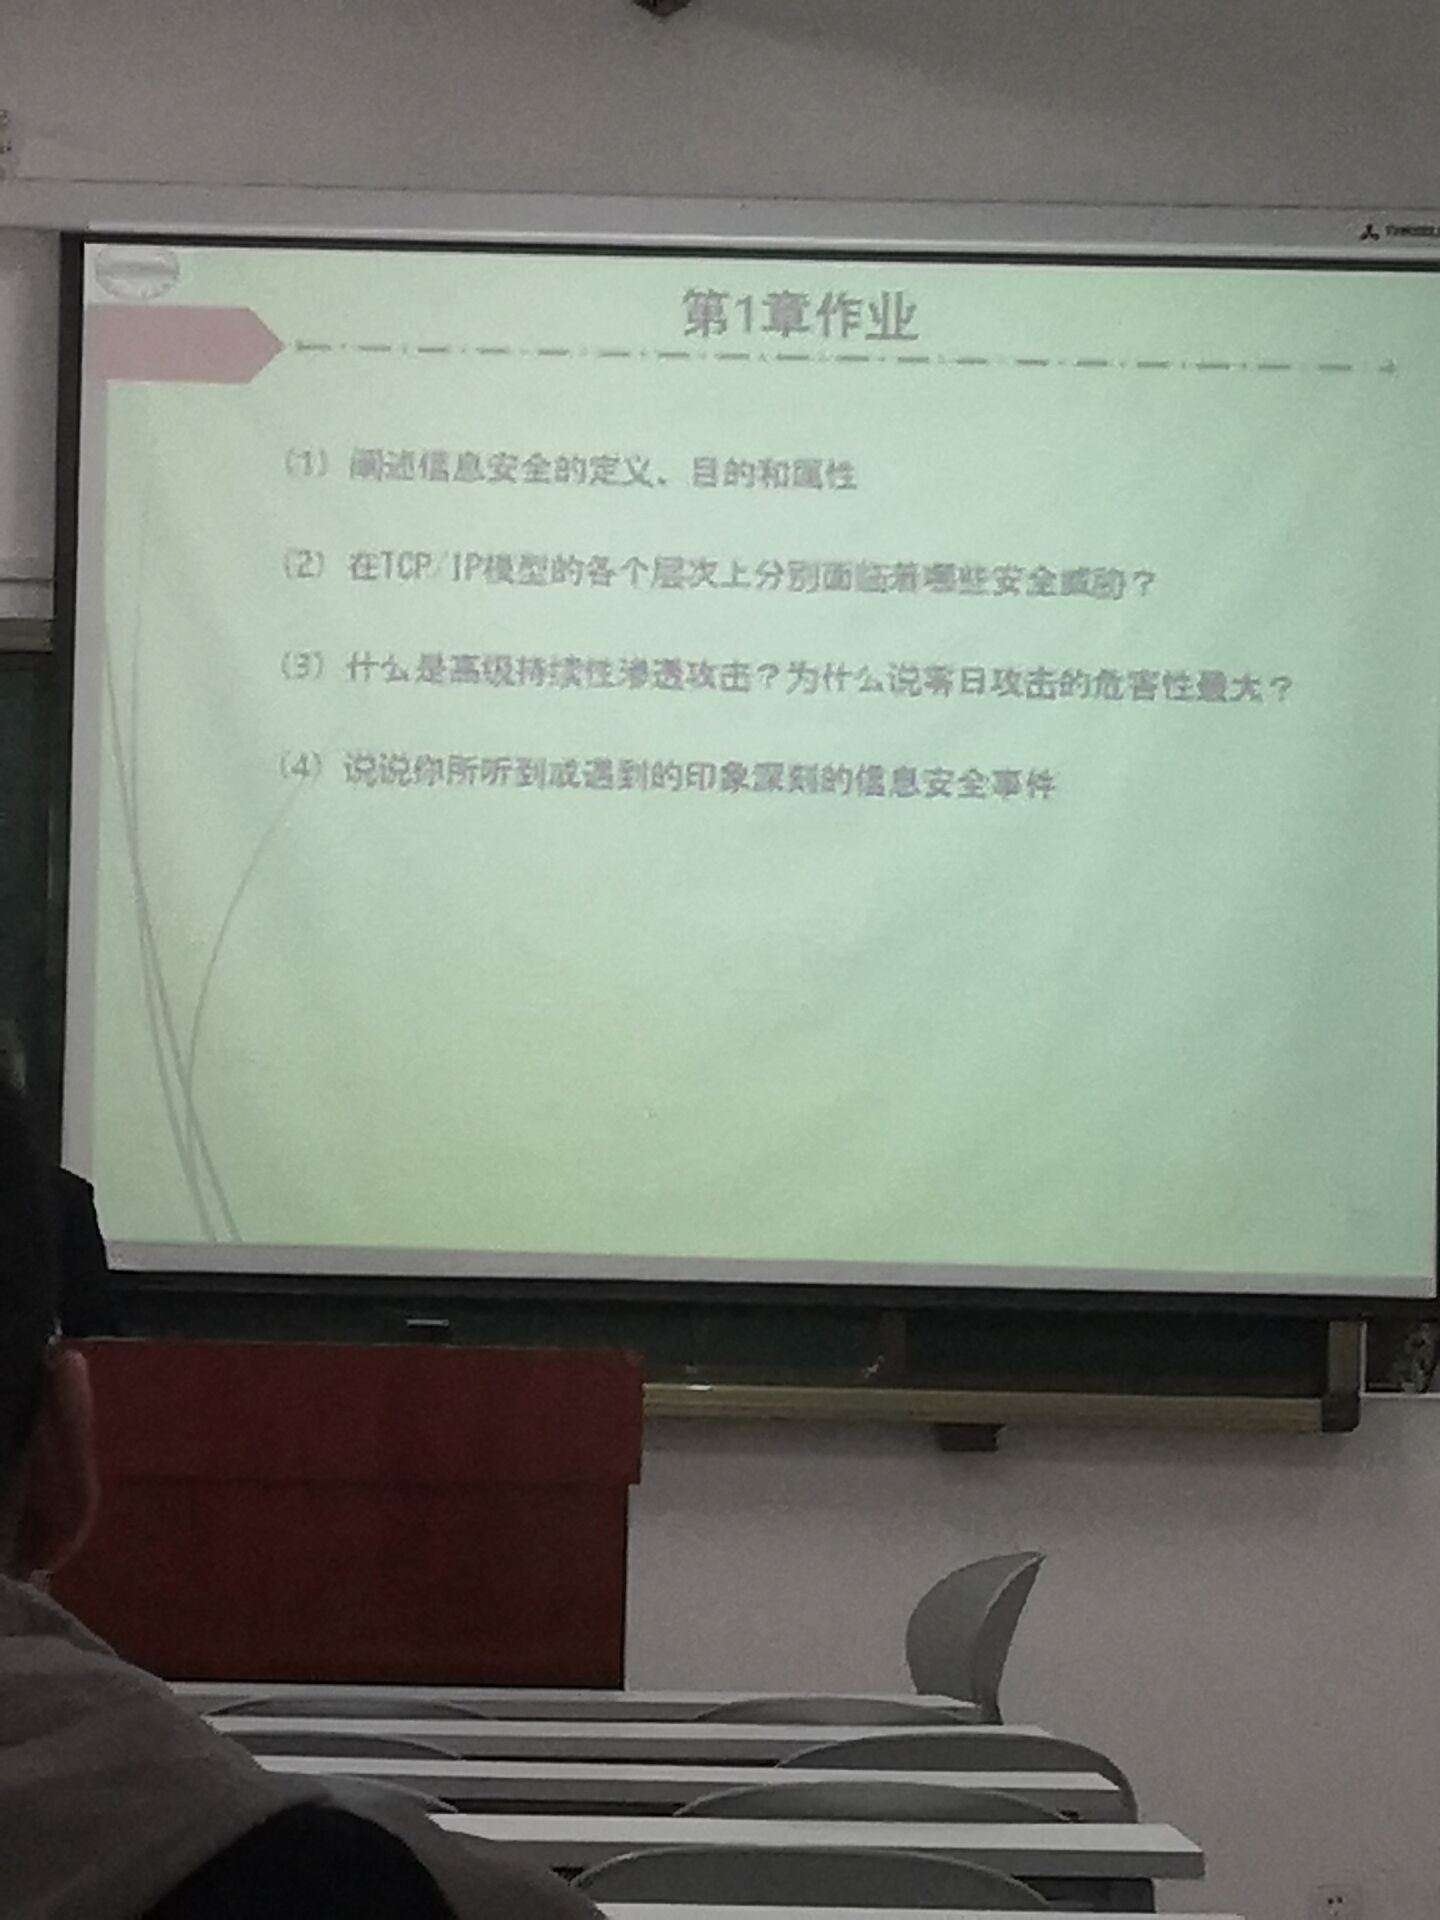 第1章作业
(1) 阐述信息安全的定义、目的和属性
(2) 在TCP/IP模型的各个层次上分别面临着哪些安全威胁？
(3) 什么是高级持续性渗透攻击？为什么说零日攻击的危害性最大？
(4) 说说你所听到或遇到的印象深刻的信息安全事件